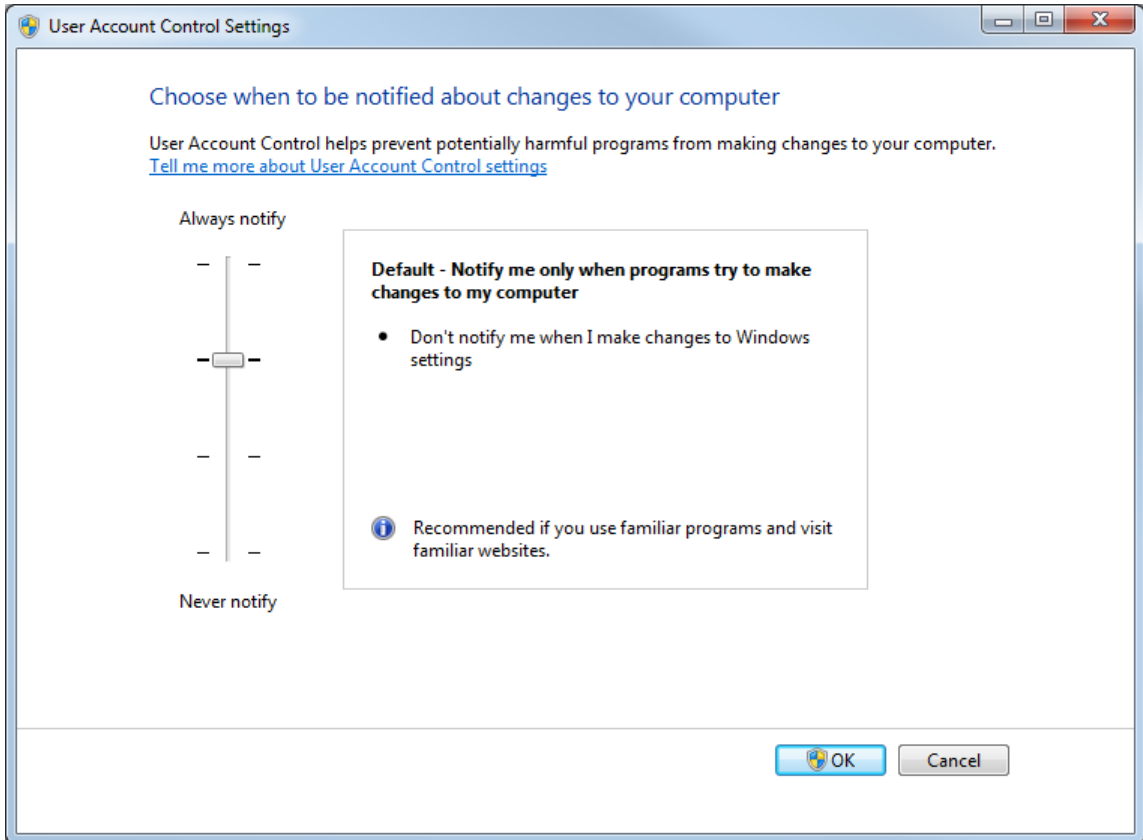 User Account Control Settings
Choose when to be notified about changes to your computer
User Account Control helps prevent potentially harmful programs from making changes to your computer.
Tell me more about User Account Control settings
Always notify
Default - Notify me only when programs try to make
changes to my computer
• Don't notify me when I make changes to Windows
settings
Recommended if you use familiar programs and visit
familiar websites.
Never notify
OK
Cancel